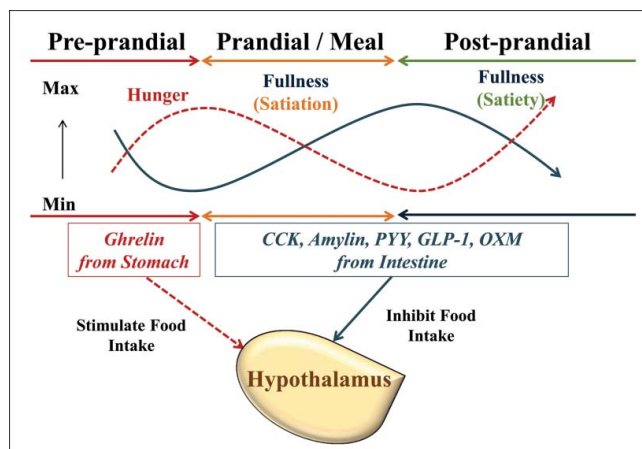 Pre-prandial
Prandial / Meal
Post-prandial
Max
Hunger
Fullness
(Satiation)
Fullness
(Satiety)
Min
Ghrelin
from Stomach
CCK, Amylin, PYY, GLP-1, OXM
from Intestine
Stimulate Food
Intake
Inhibit Food
Intake
Hypothalamus